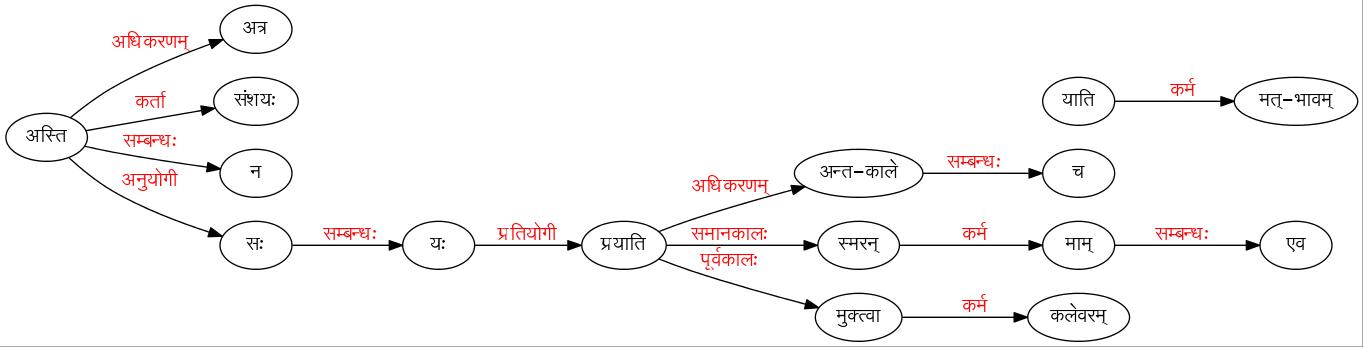 अत्र
अधिकरणम्
कर्ता
संशयः
याति
कर्म
मत्-भावम्
अस्ति
सम्बन्धः
न
अनुयोगी
अन्त-काले
सम्बन्धः
च
अधिकरणम्
सः
सम्बन्धः
यः
प्रतियोगी
प्रयाति
समानकालः
स्मरन्
कर्म
माम्
सम्बन्धः
एव
पूर्वकालः
मुक्त्वा
कर्म
कलेवरम्